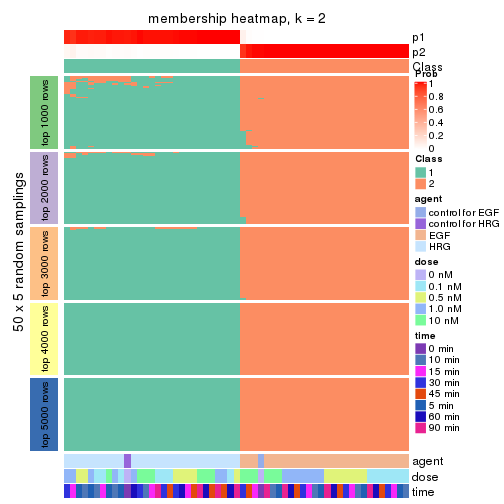 membership heatmap, k = 2
p1
p2
Class
50 x 5 random samplings
top 1000 rows
top 2000 rows
top 3000 rows
top 4000 rows
top 5000 rows
agent
dose
time
Prob
1
0.8
0.6
0.4
0.2
0
Class
1
2
agent
control for EGF
control for HRG
EGF
HRG
dose
0 nM
0.1 nM
0.5 nM
1.0 nM
10 nM
time
0 min
10 min
15 min
30 min
45 min
5 min
60 min
90 min